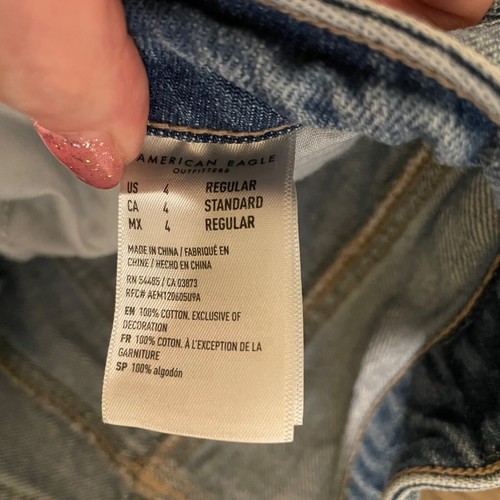 AMERICAN EAGLE
OUTFITTERS
US 4 REGULAR
CA 4 STANDARD
MX 4 REGULAR
MADE IN CHINA / FABRIQUÉ EN
CHINE / HECHO EN CHINA
RN 54485 / CA 03873
RFC# AEM120605U9A
EN 100% COTTON. EXCLUSIVE OF
DECORATION
FR 100% COTON. À L'EXCEPTION DE LA
GARNITURE
SP 100% algodón